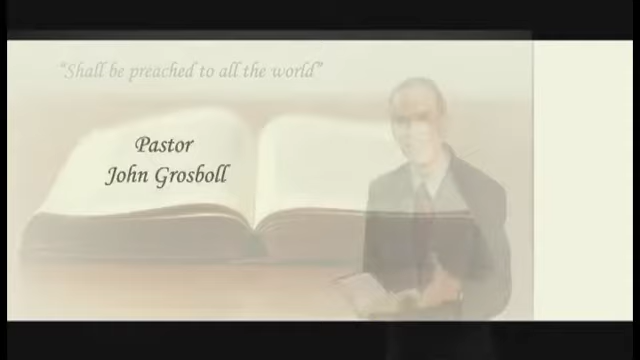 “Shall be preached to all the world”
Pastor
John Grosboll